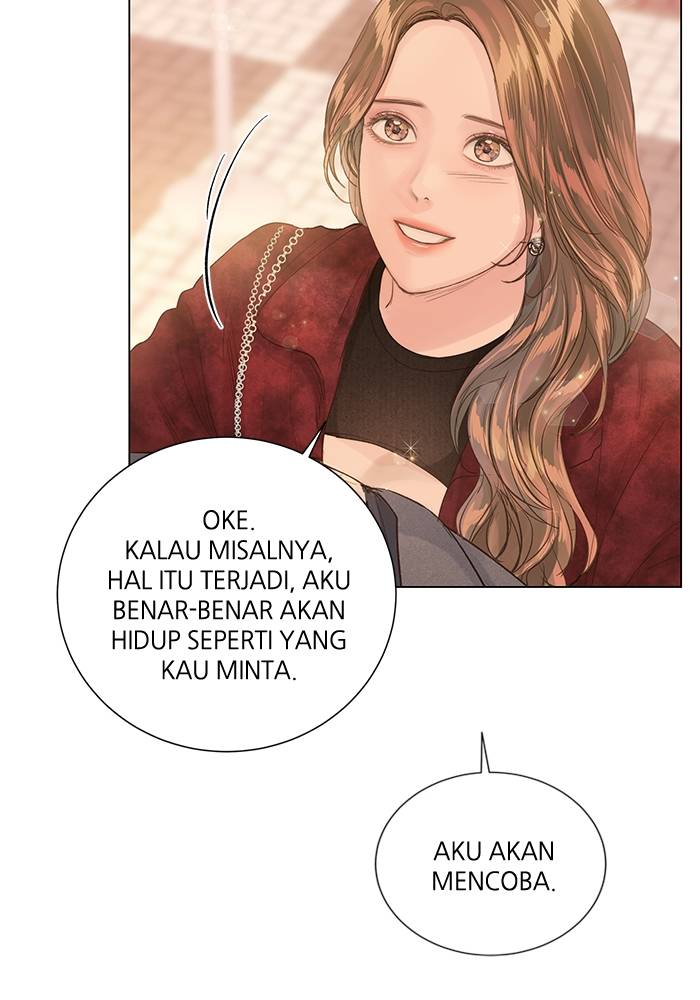 OKE.
KALAU MISALNYA,
HAL ITU TERJADI, AKU
BENAR-BENAR AKAN
HIDUP SEPERTI YANG
KAU MINTA.
AKU AKAN
MENCOBA.